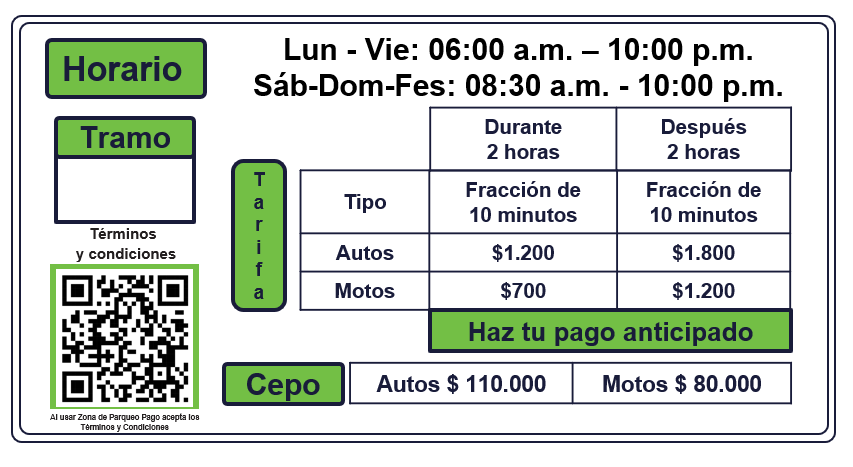 Horario
Lun - Vie: 06:00 a.m. – 10:00 p.m.
Sáb-Dom-Fes: 08:30 a.m. - 10:00 p.m.
Tramo
Términos
y condiciones
Al usar Zona de Parqueo Pago acepta los
Términos y Condiciones
Tarifa
Durante
2 horas
Después
2 horas
Tipo
Fracción de
10 minutos
Fracción de
10 minutos
Autos $1.200 $1.800
Motos $700 $1.200
Haz tu pago anticipado
Cepo
Autos $ 110.000
Motos $ 80.000